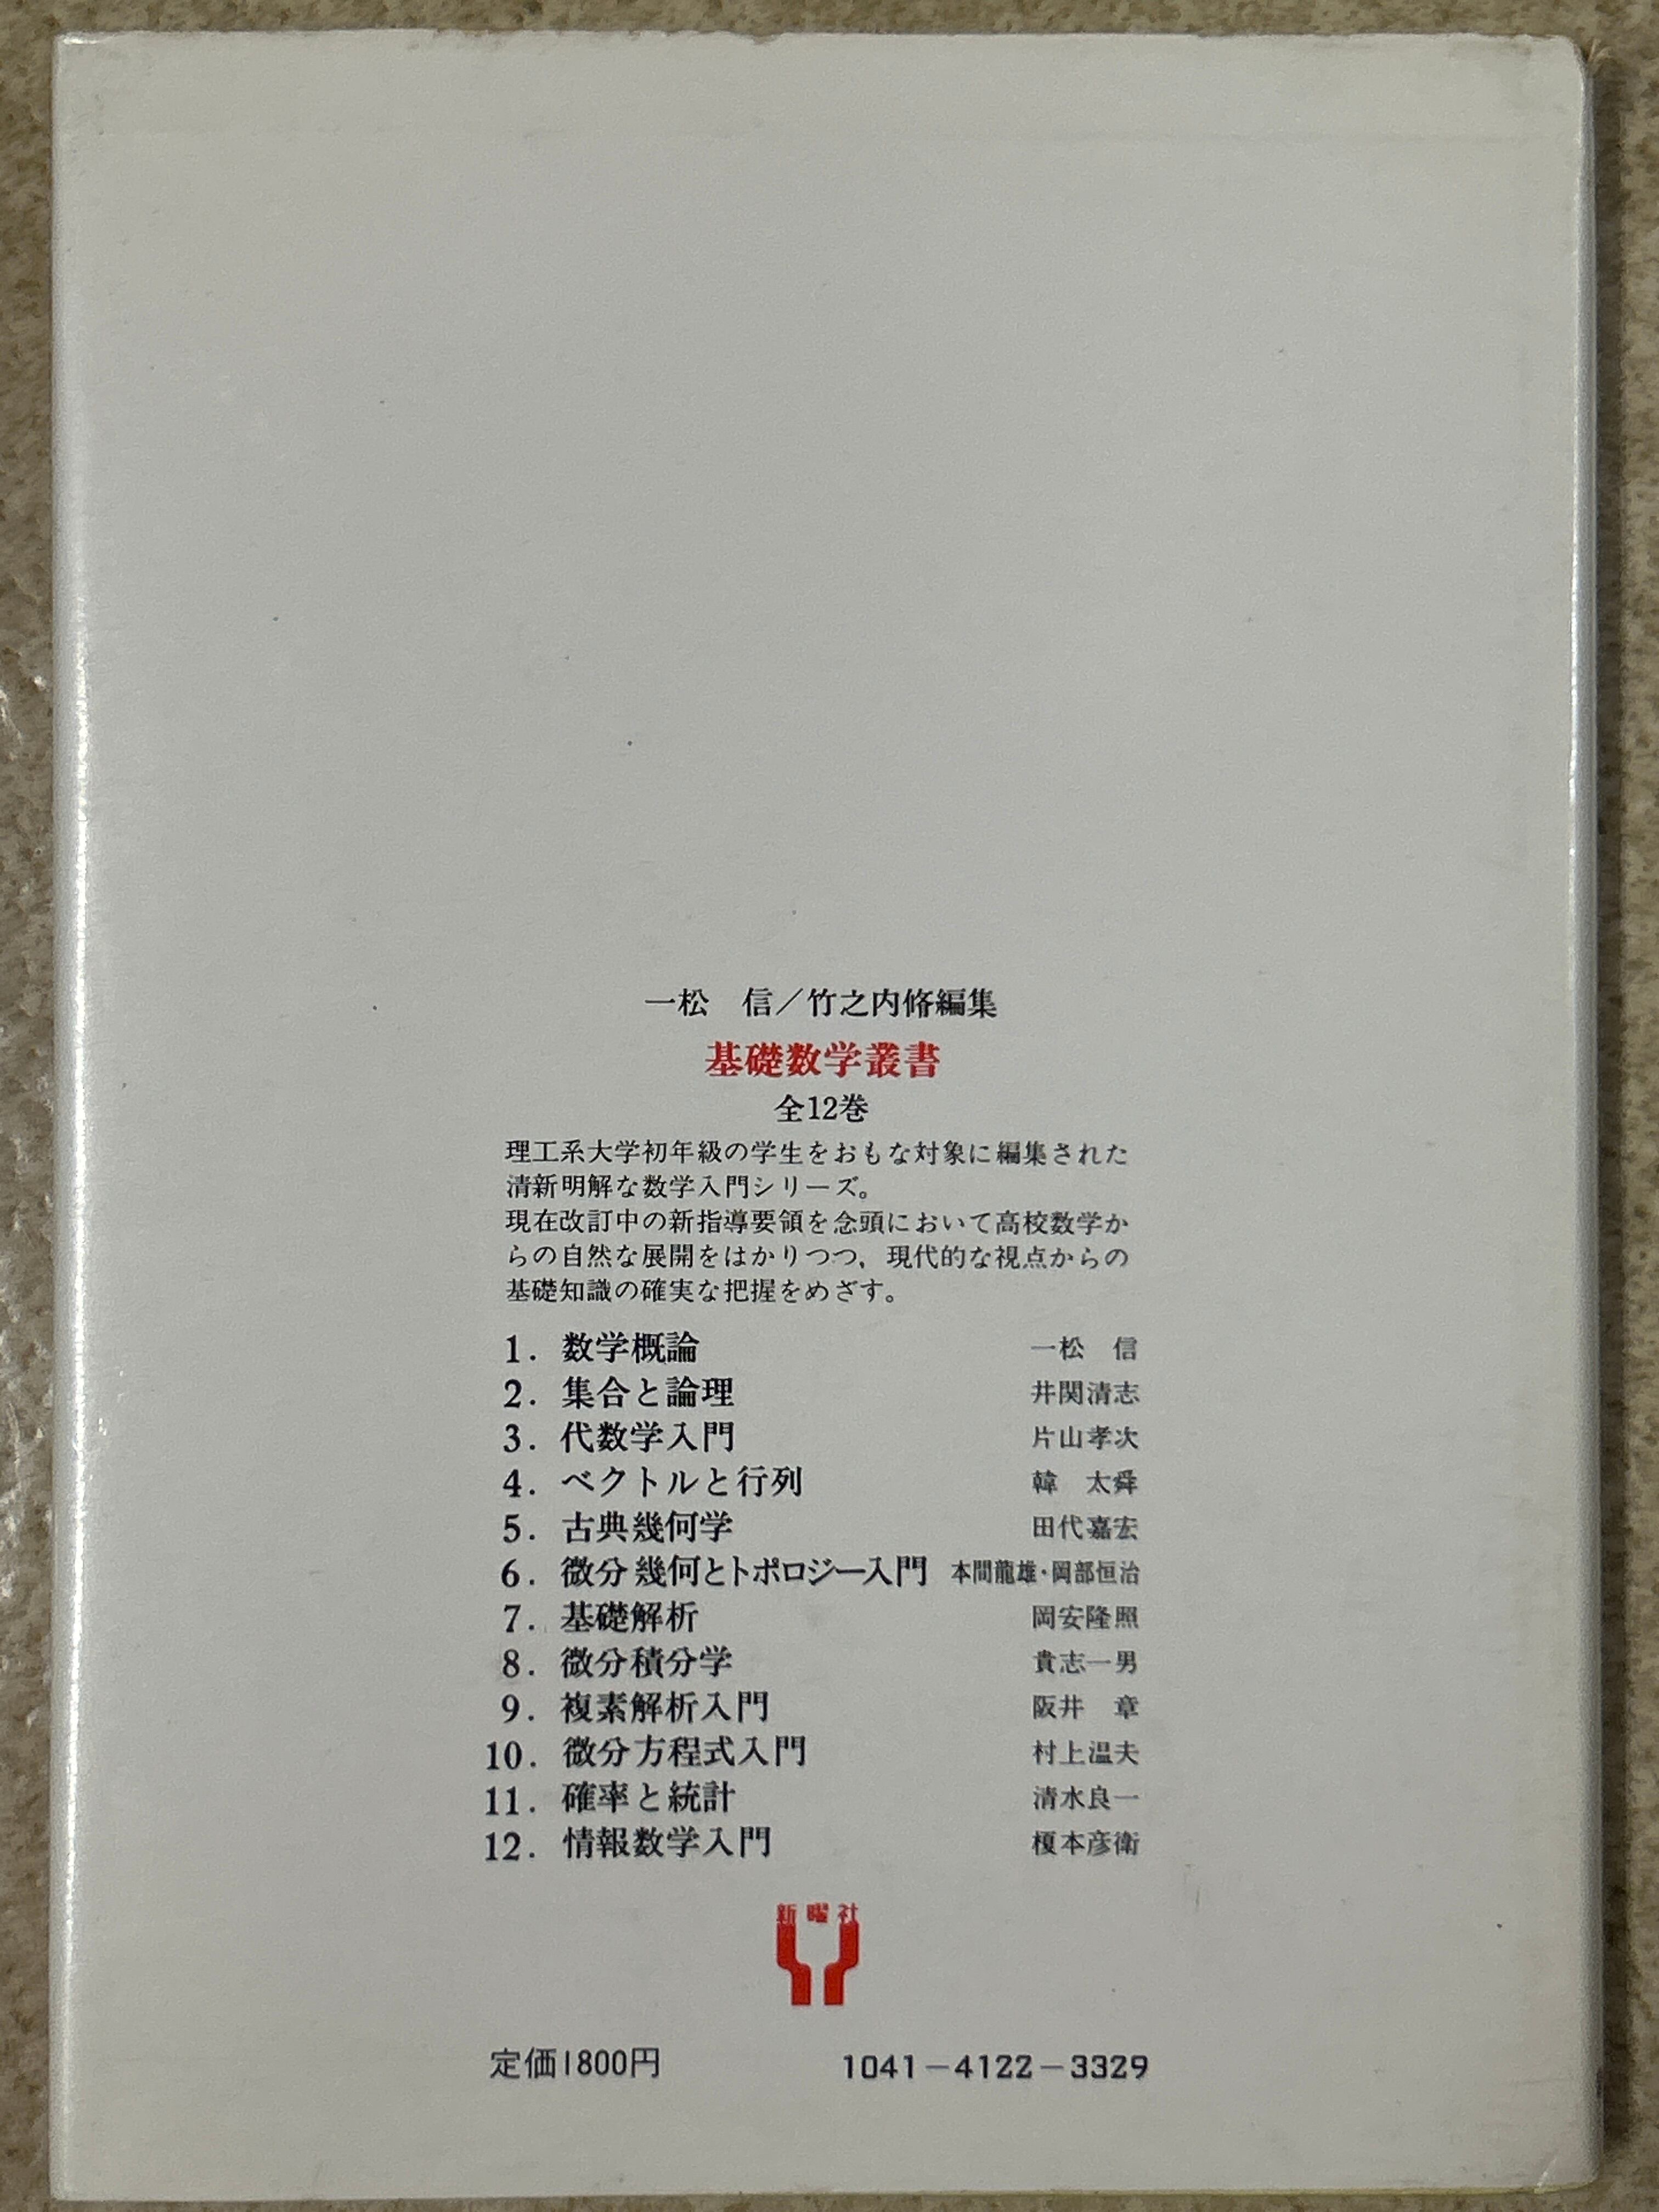 一松　信／竹之内脩編集
基礎数学叢書
全12巻
理工系大学初年級の学生をおもな対象に編集された
清新明解な数学入門シリーズ。
現在改訂中の新指導要領を念頭において高校数学か
らの自然な展開をはかりつつ，現代的な視点からの
基礎知識の確実な把握をめざす。
1. 数学概論　一松　信
2. 集合と論理　井関清志
3. 代数学入門　片山孝次
4. ベクトルと行列　韓　太舜
5. 古典幾何学　田代嘉宏
6. 微分幾何とトポロジー入門　本間龍雄・岡部恒治
7. 基礎解析　岡安隆照
8. 微分積分学　貴志一男
9. 複素解析入門　阪井　章
10. 微分方程式入門　村上温夫
11. 確率と統計　清水良一
12. 情報数学入門　榎本彦衛
新曜社
定価1800円　1041－4122－3329